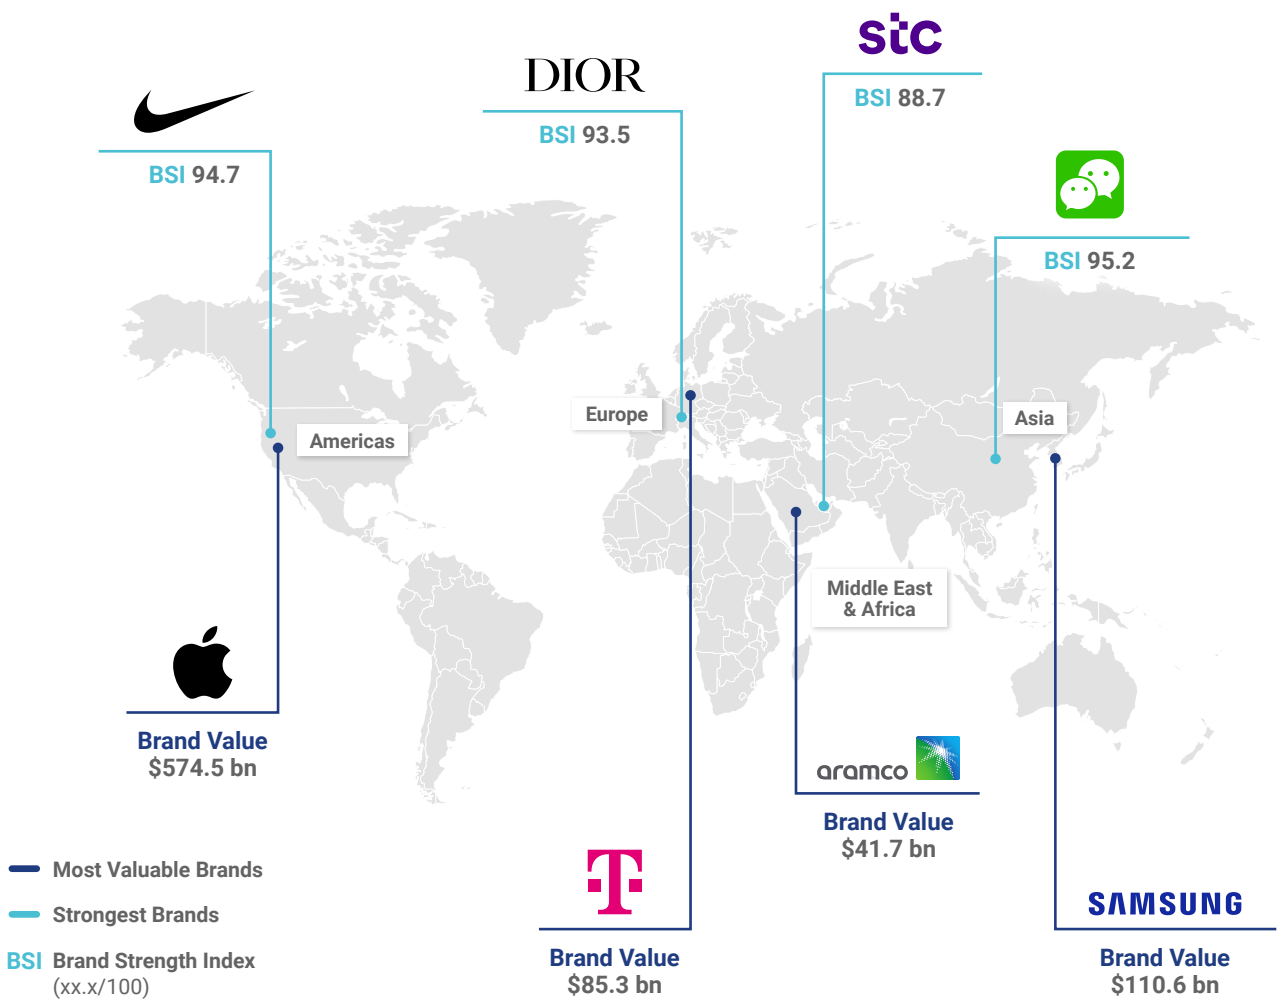 stc
BSI 88.7
DIOR
BSI 93.5
BSI 94.7
BSI 95.2
Europe
Asia
Americas
Middle East
& Africa
Brand Value
$574.5 bn
aramco
Brand Value
$41.7 bn
T
Brand Value
$85.3 bn
SAMSUNG
Brand Value
$110.6 bn
Most Valuable Brands
Strongest Brands
BSI Brand Strength Index
(xx.x/100)